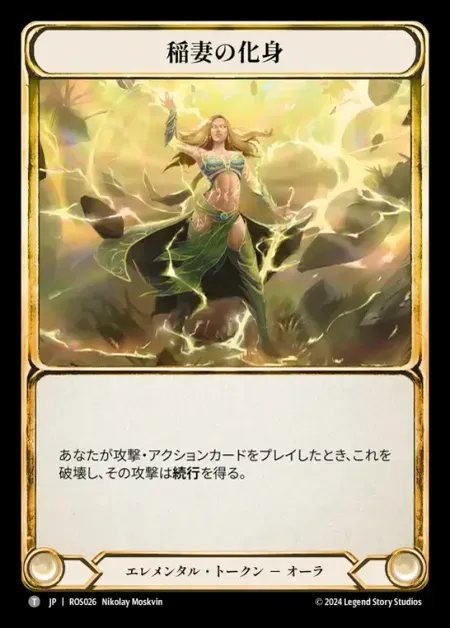 稲妻の化身
あなたが攻撃・アクションカードをプレイしたとき、これを
破壊し、その攻撃は続行を得る。
エレメンタル・トークン － オーラ
T JP | ROS026 Nikolay Moskvin © 2024 Legend Story Studios